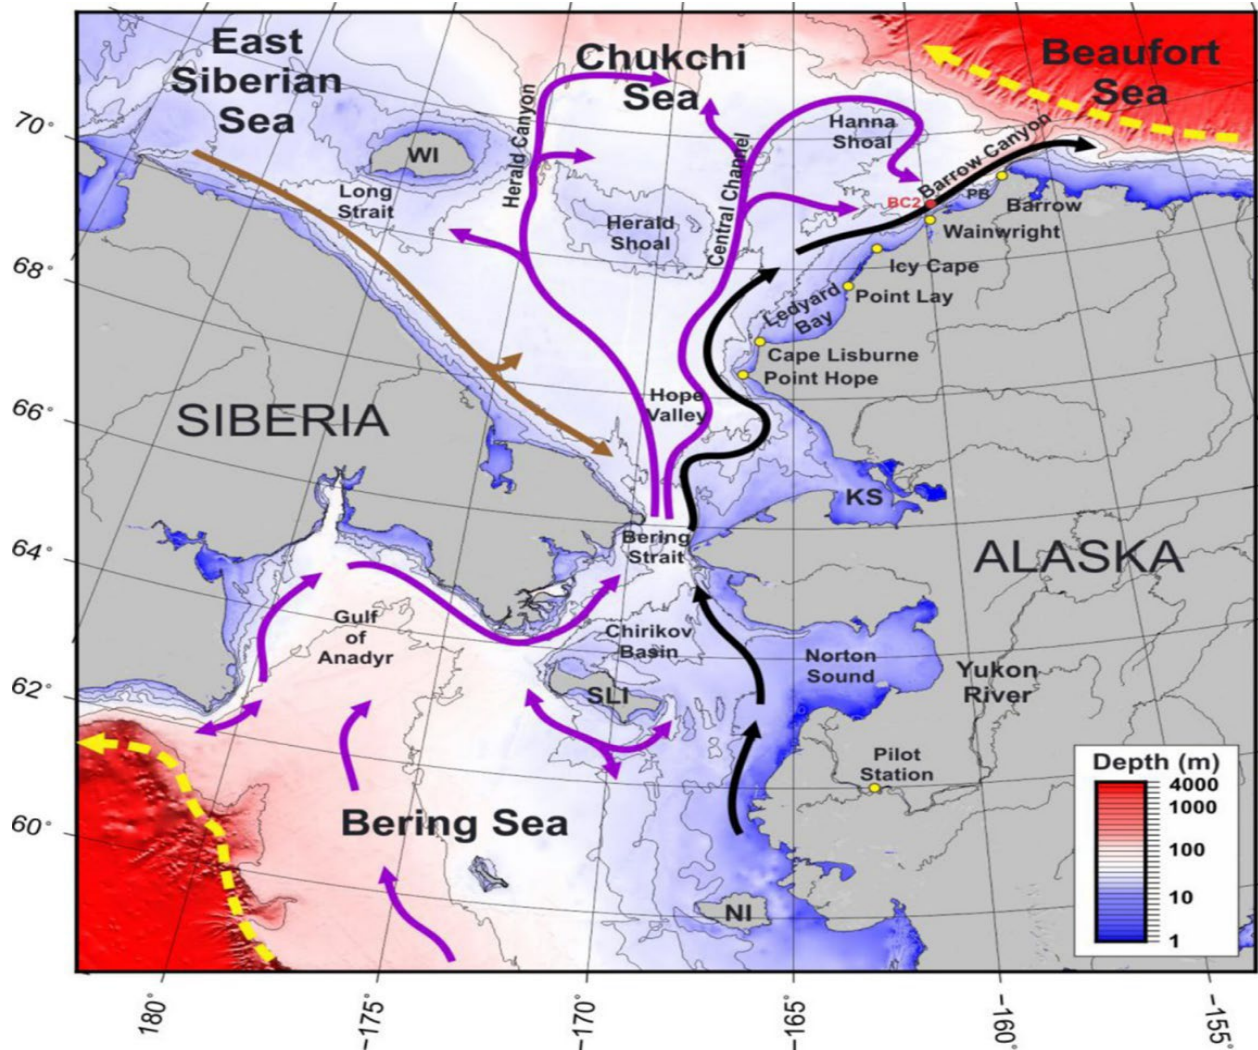 East
Siberian
Sea
Chukchi
Sea
Beaufort
Sea
70°
WI
Long
Strait
Herald Canyon
Herald
Shoal
Central Channel
Hanna
Shoal
Barrow Canyon
BC2
PB
Barrow
Wainwright
Icy Cape
Point Lay
Ledyard
Bay
Cape Lisburne
Point Hope
68°
66°
Hope
Valley
SIBERIA
KS
Bering
Strait
ALASKA
64°
Gulf
of
Anadyr
Chirikov
Basin
SLI
Norton
Sound
Yukon
River
62°
Pilot
Station
Bering Sea
NI
60°
Depth (m)
4000
1000
100
10
1
180°
-175°
-170°
-165°
-160°
-155°